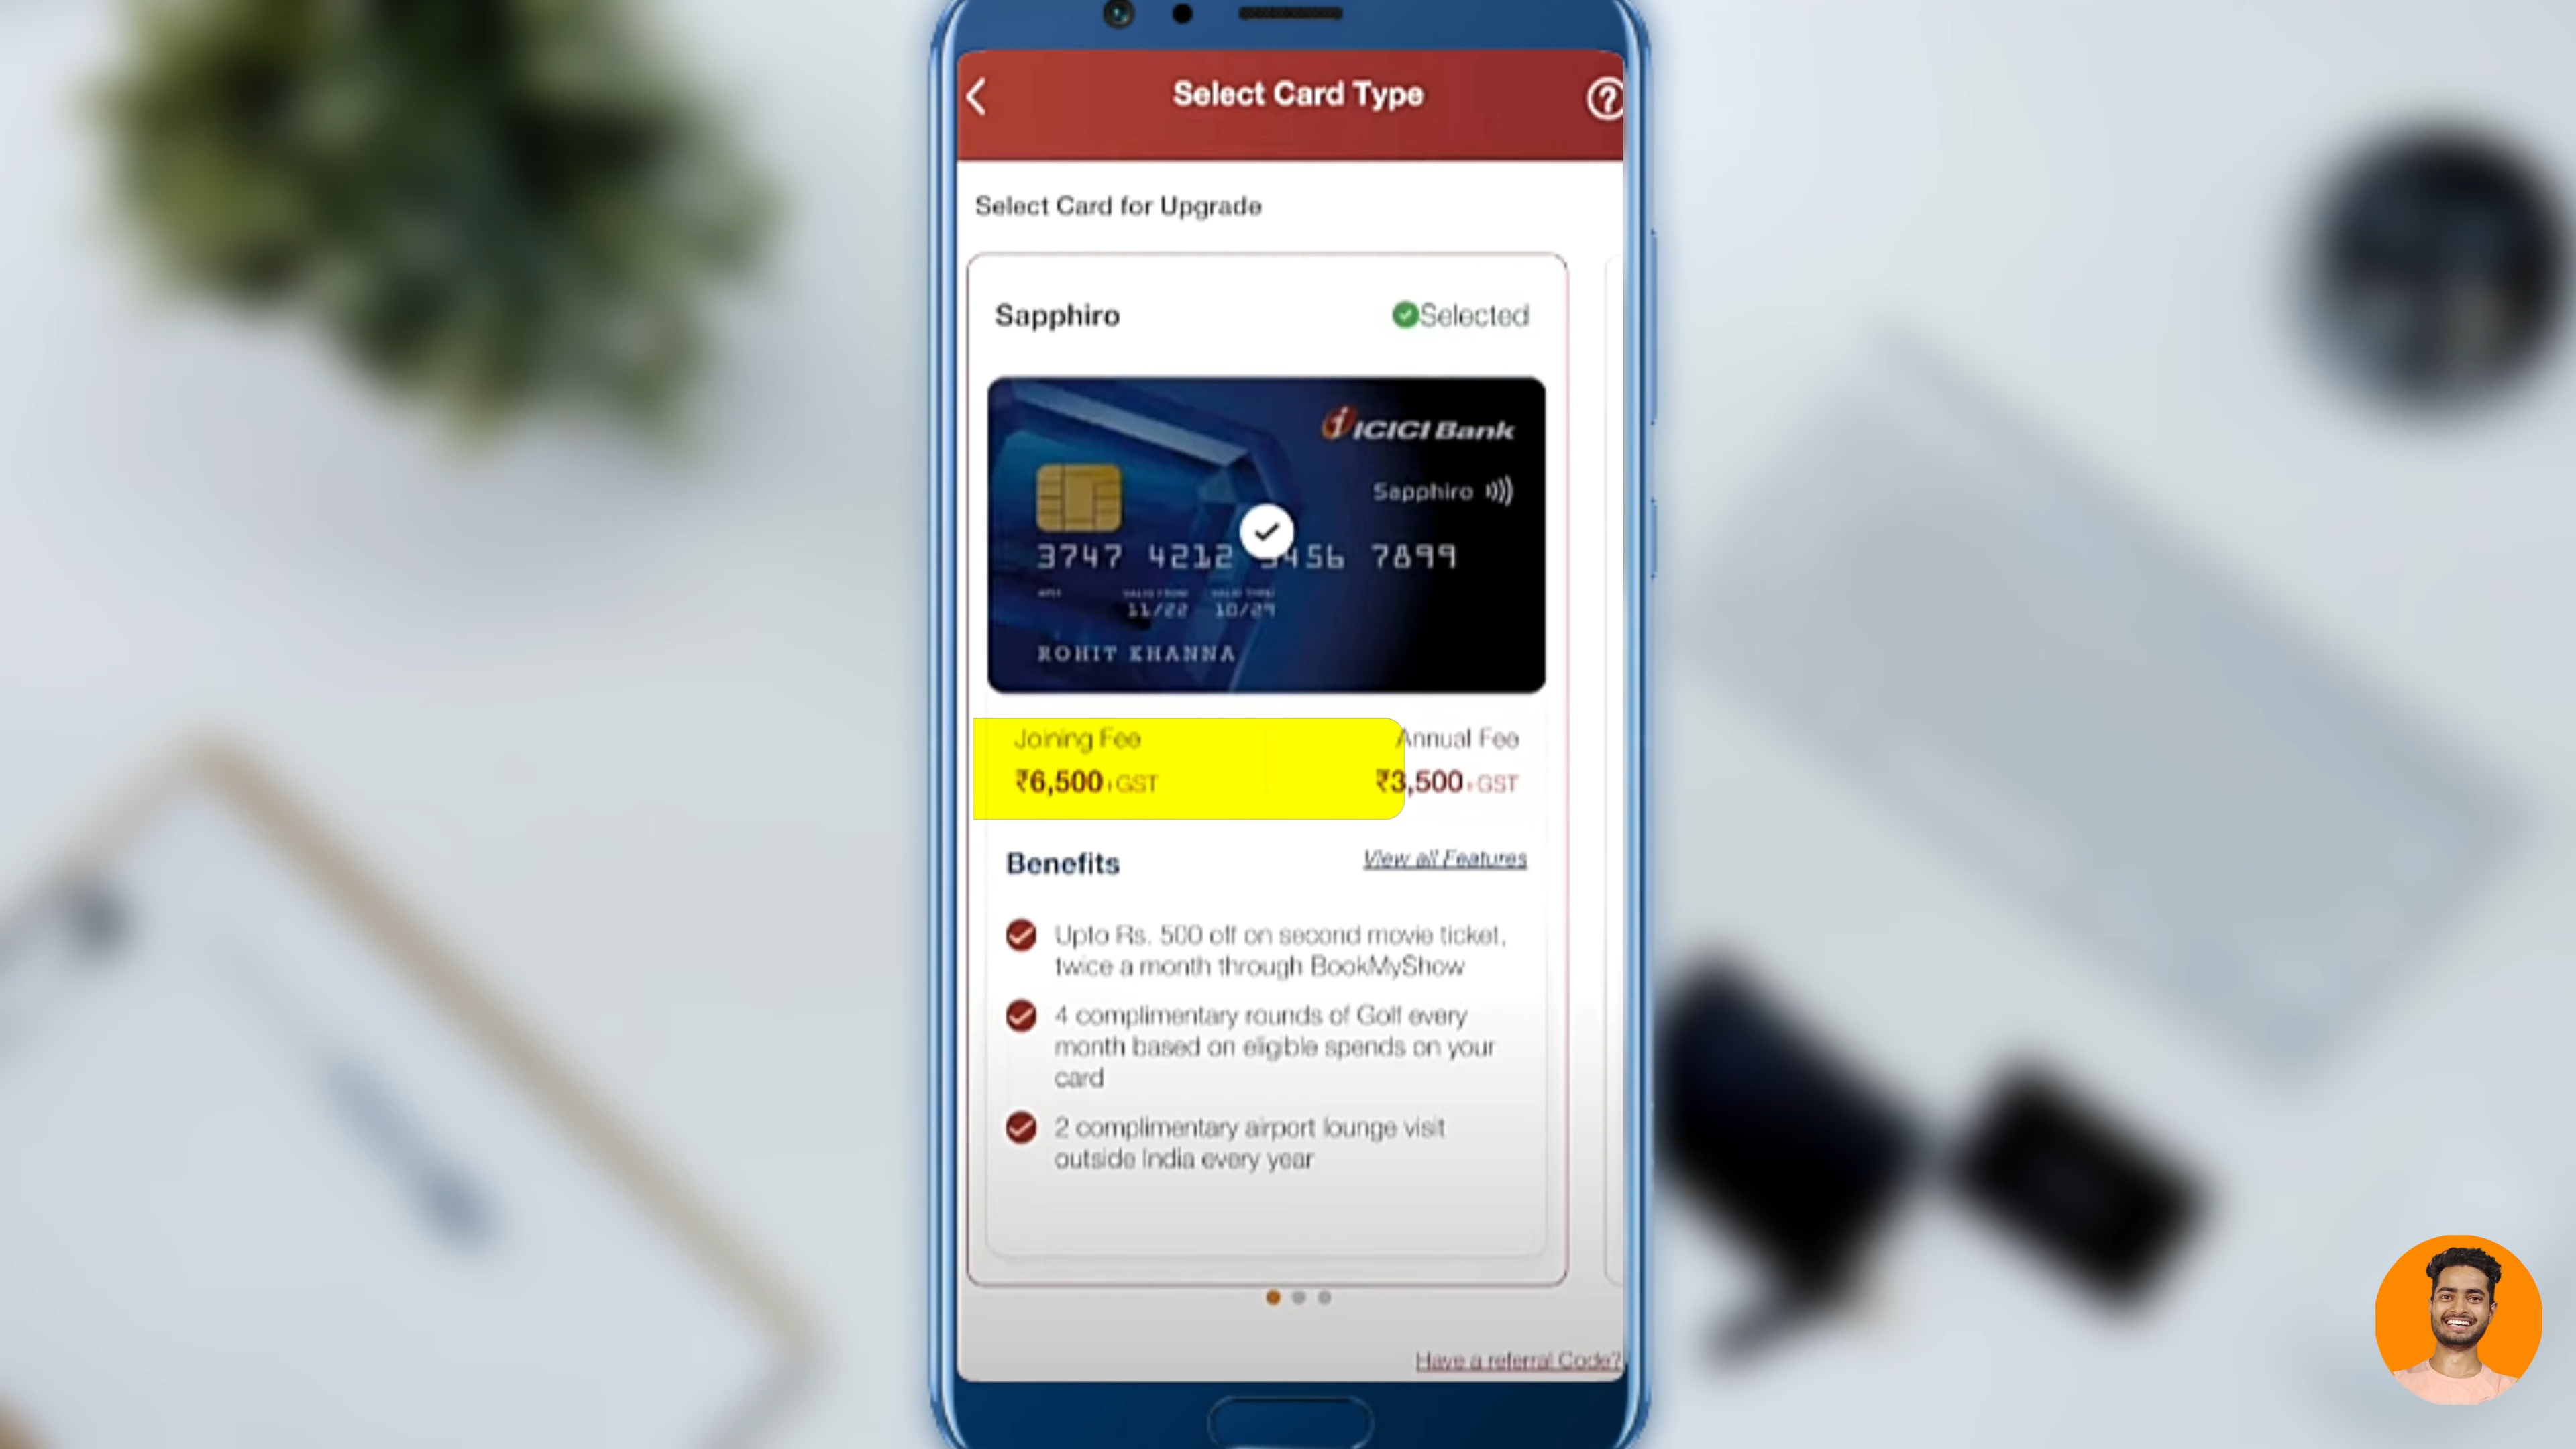 Select Card Type
Select Card for Upgrade
Sapphiro
Selected
ICICI Bank
Sapphiro
3747 4212 3456 7899
VALID FROM
11/22 10/29
ROHIT KHANNA
Joining Fee
Annual Fee
₹6,500+GST
₹3,500+GST
Benefits
View all Features
Upto Rs. 500 off on second movie ticket,
twice a month through BookMyShow
4 complimentary rounds of Golf every
month based on eligible spends on your
card
2 complimentary airport lounge visit
outside India every year
Have a referral Code?